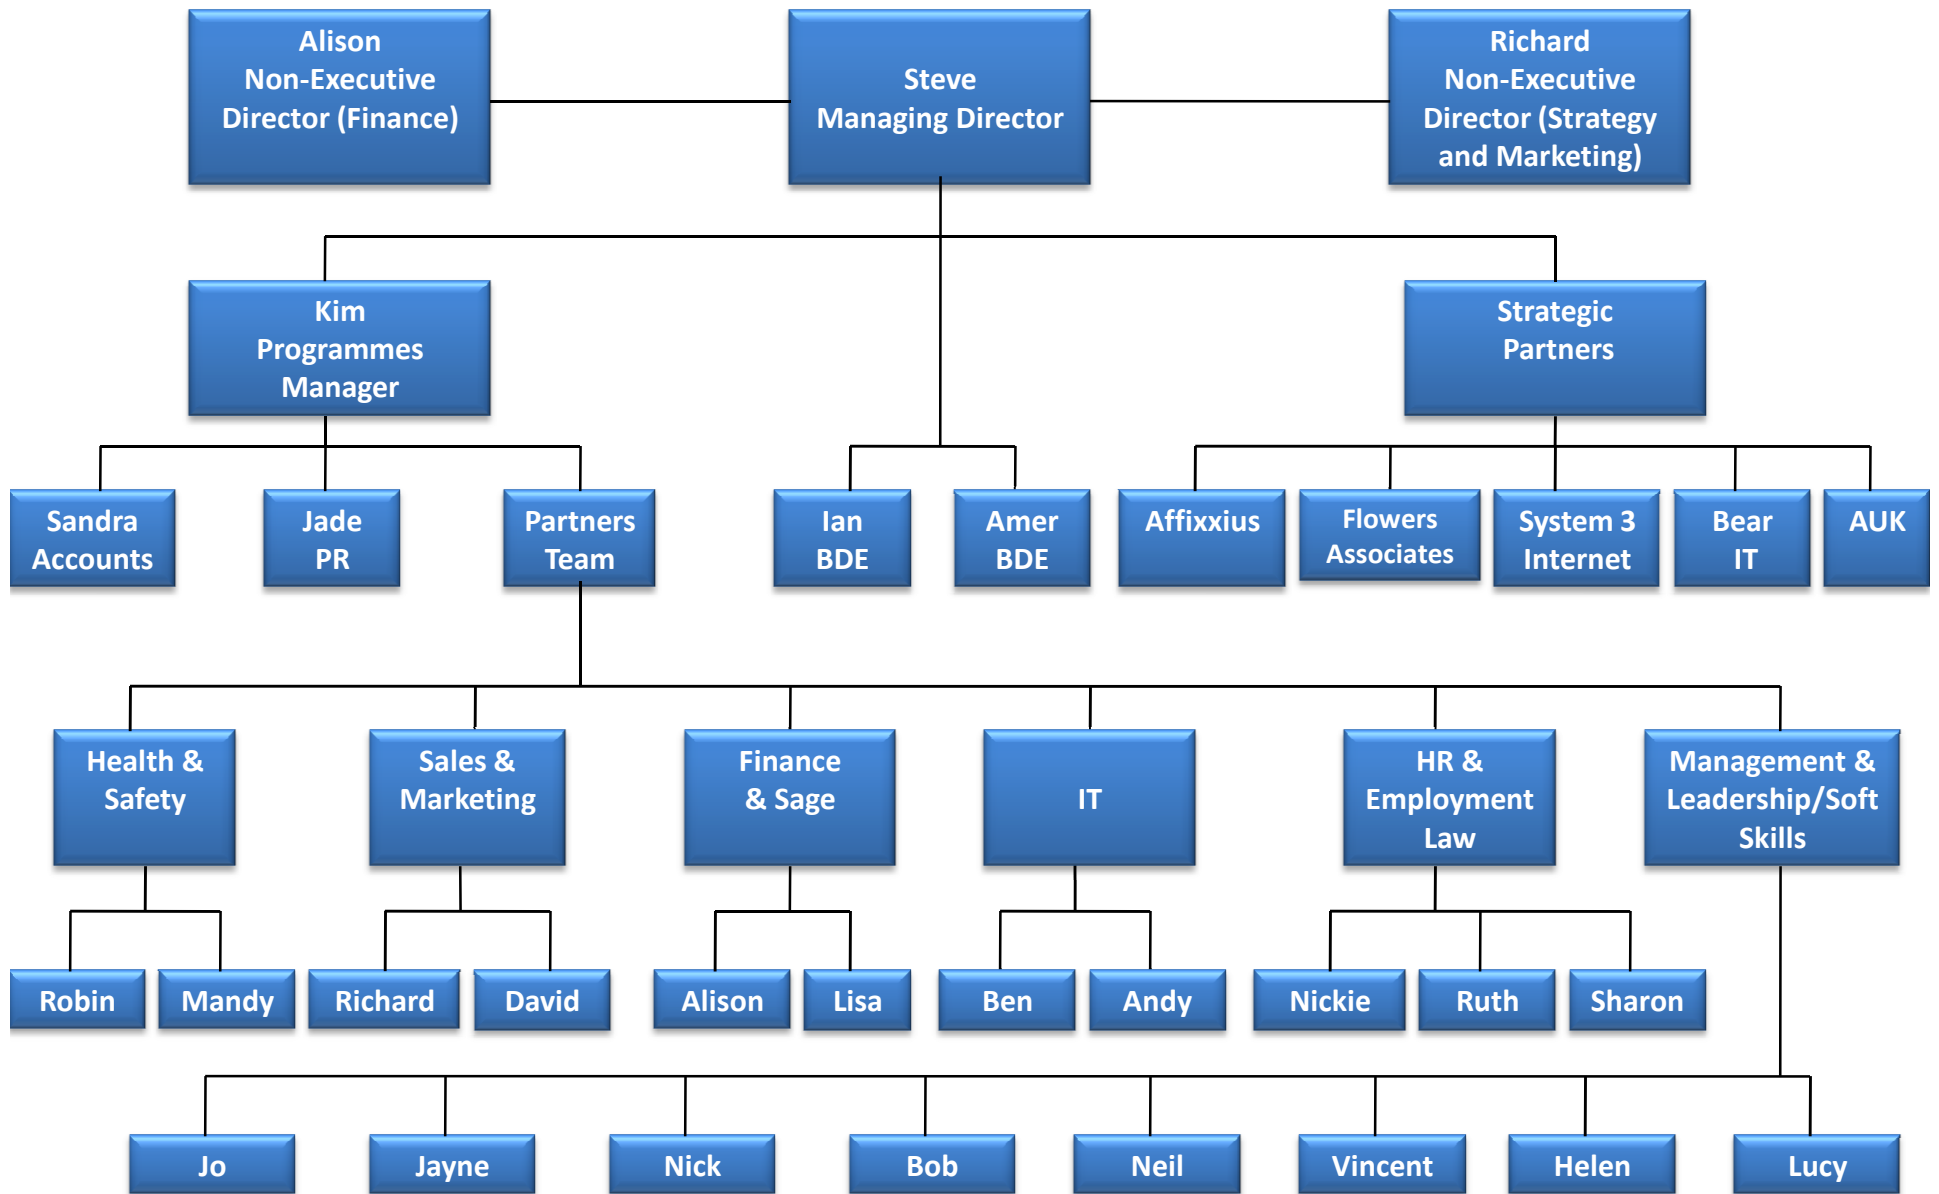 Alison
Non-Executive
Director (Finance)
Steve
Managing Director
Richard
Non-Executive
Director (Strategy
and Marketing)
Kim
Programmes
Manager
Strategic
Partners
Sandra
Accounts
Jade
PR
Partners
Team
Ian
BDE
Amer
BDE
Affixxius
Flowers
Associates
System 3
Internet
Bear
IT
AUK
Health &
Safety
Sales &
Marketing
Finance
& Sage
IT
HR &
Employment
Law
Management &
Leadership/Soft
Skills
Robin
Mandy
Richard
David
Alison
Lisa
Ben
Andy
Nickie
Ruth
Sharon
Jo
Jayne
Nick
Bob
Neil
Vincent
Helen
Lucy